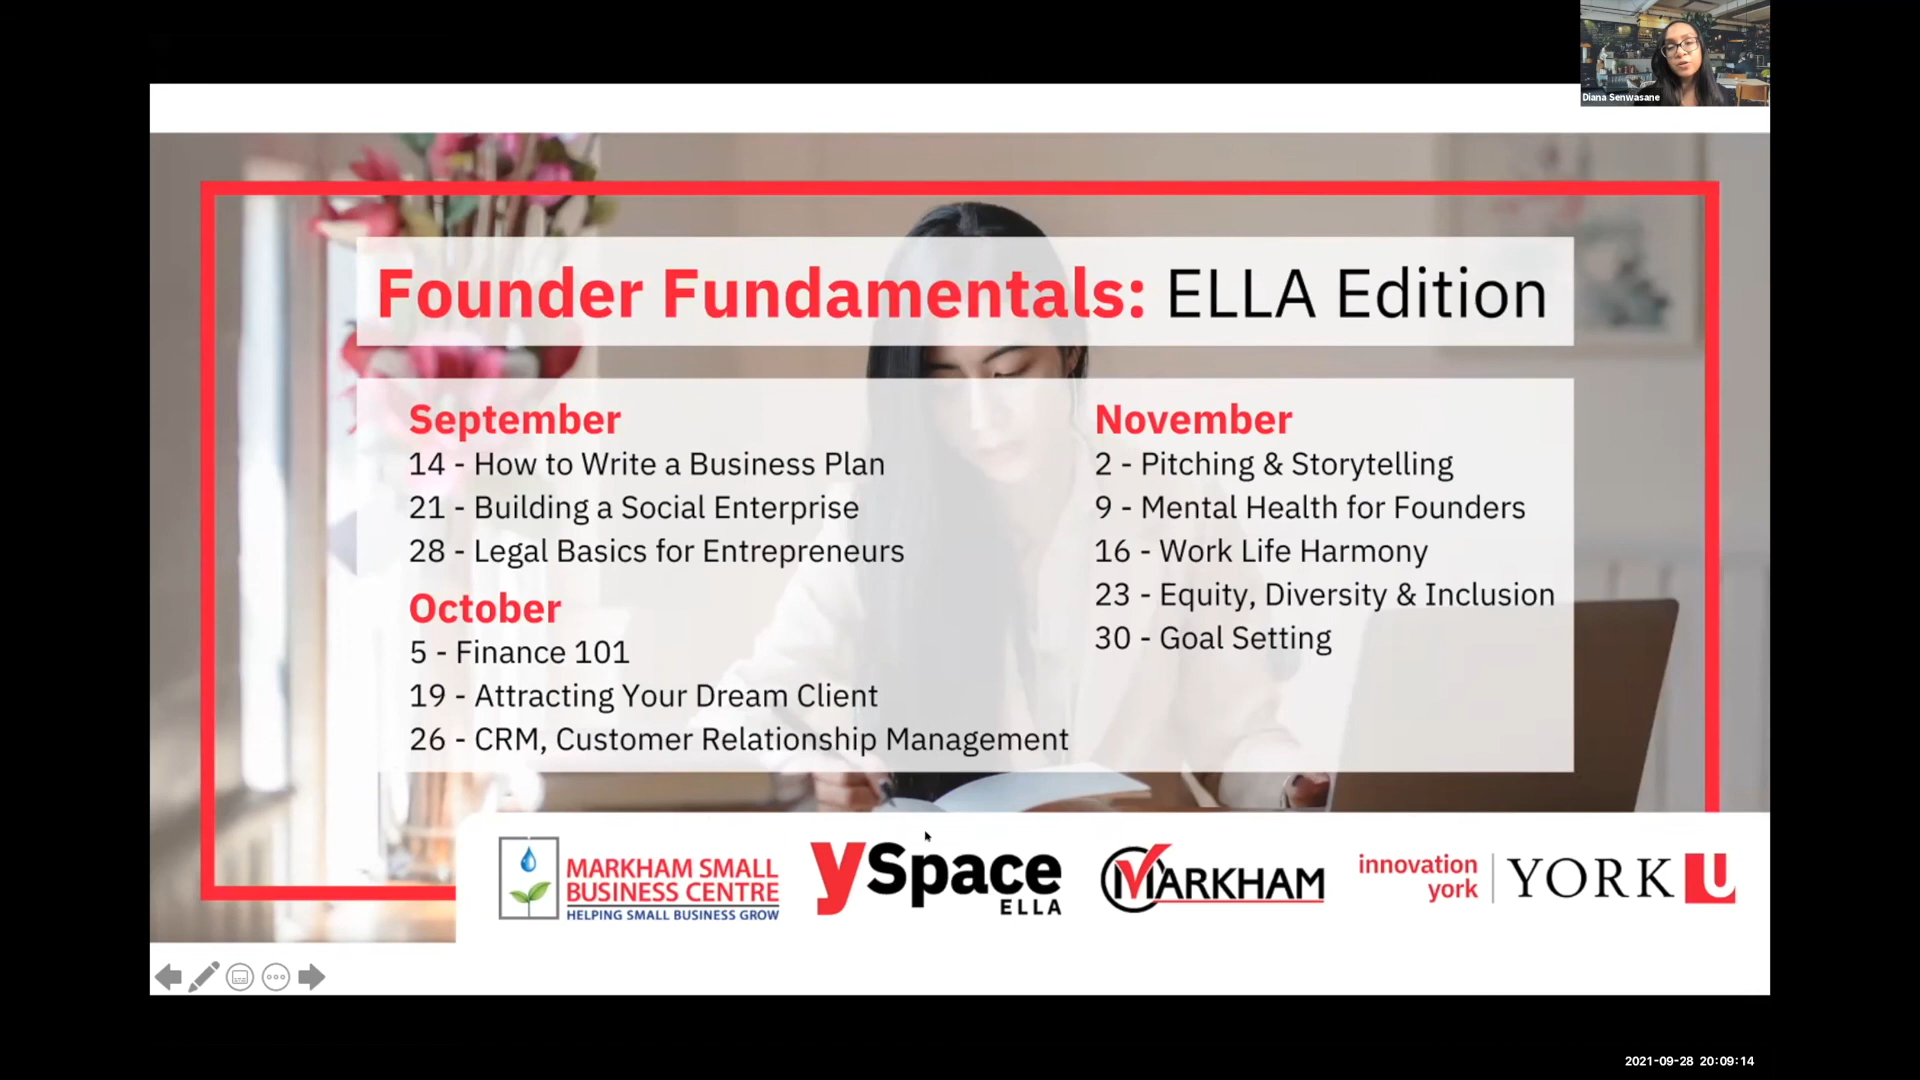 Diana Senwasane
Founder Fundamentals: ELLA Edition
September
14 - How to Write a Business Plan
21 - Building a Social Enterprise
28 - Legal Basics for Entrepreneurs
October
5 - Finance 101
19 - Attracting Your Dream Client
26 - CRM, Customer Relationship Management
November
2 - Pitching & Storytelling
9 - Mental Health for Founders
16 - Work Life Harmony
23 - Equity, Diversity & Inclusion
30 - Goal Setting
MARKHAM SMALL
BUSINESS CENTRE
HELPING SMALL BUSINESS GROW
ySpace
ELLA
MARKHAM
innovation
york
YORK U
2021-09-28 20:09:14